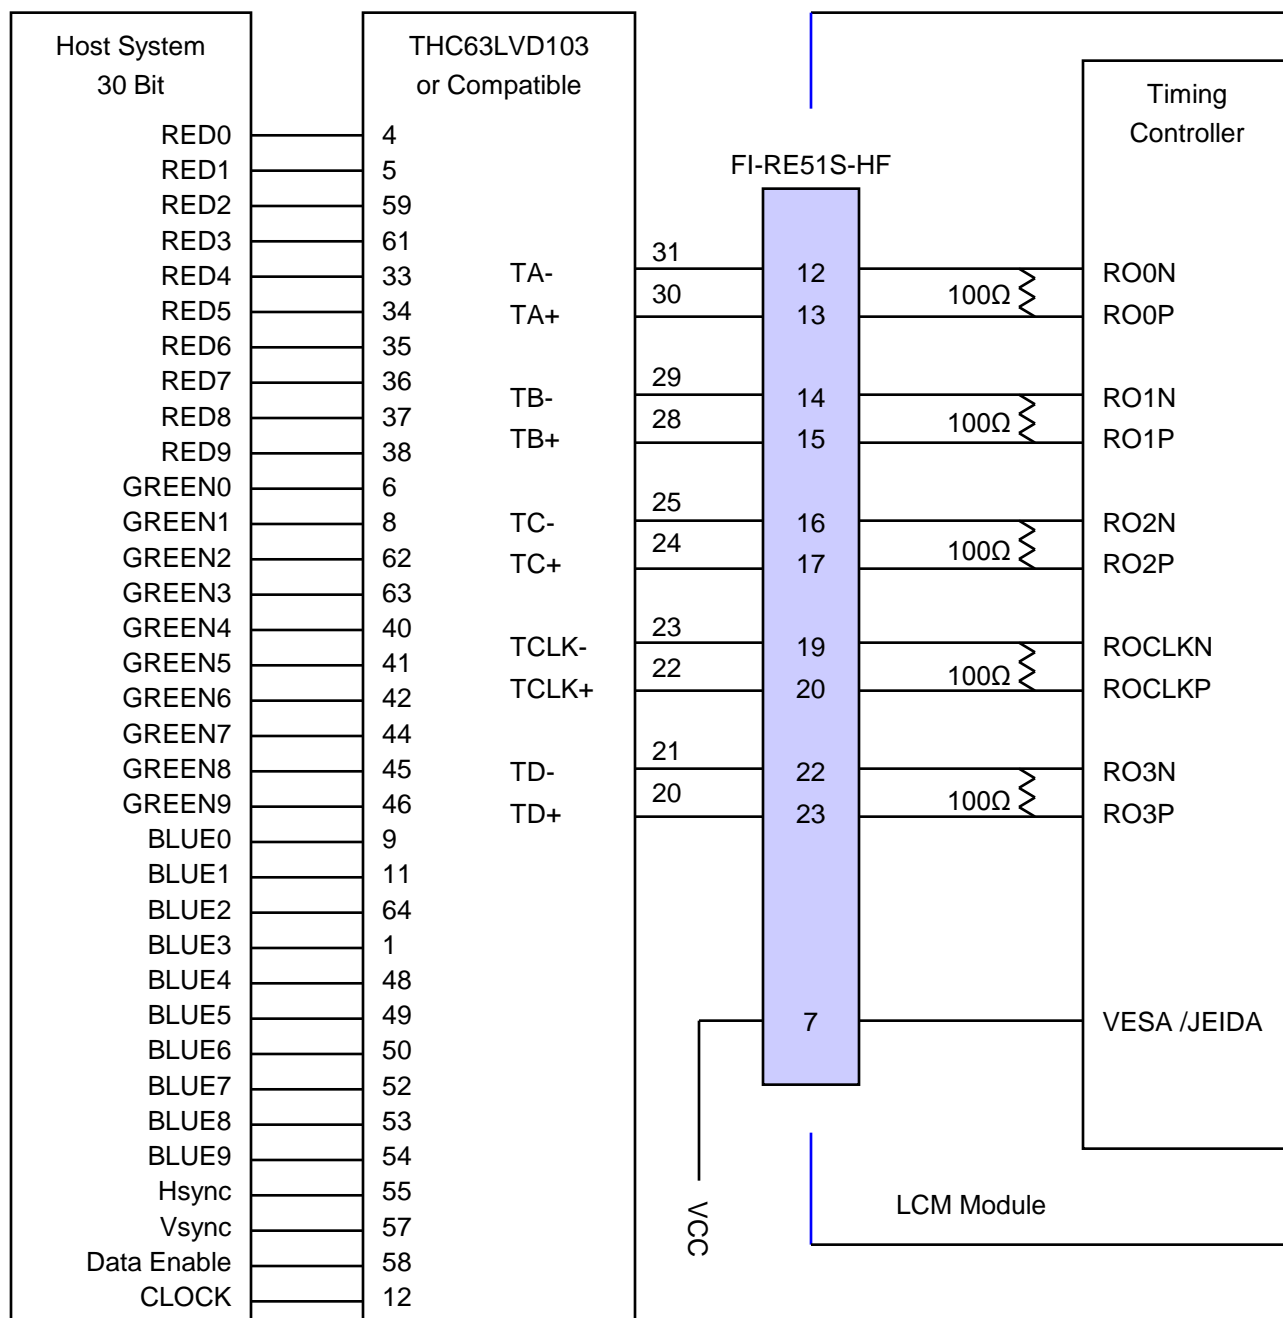 Host System
30 Bit
RED0
RED1
RED2
RED3
RED4
RED5
RED6
RED7
RED8
RED9
GREEN0
GREEN1
GREEN2
GREEN3
GREEN4
GREEN5
GREEN6
GREEN7
GREEN8
GREEN9
BLUE0
BLUE1
BLUE2
BLUE3
BLUE4
BLUE5
BLUE6
BLUE7
BLUE8
BLUE9
Hsync
Vsync
Data Enable
CLOCK
THC63LVD103
or Compatible
4
5
59
61
33
34
35
36
37
38
6
8
62
63
40
41
42
44
45
46
9
11
64
1
48
49
50
52
53
54
55
57
58
12
TA-
TA+
TB-
TB+
TC-
TC+
TCLK-
TCLK+
TD-
TD+
31
30
29
28
25
24
23
22
21
20
VCC
FI-RE51S-HF
12
13
14
15
16
17
19
20
22
23
7
100Ω
100Ω
100Ω
100Ω
100Ω
Timing
Controller
RO0N
RO0P
RO1N
RO1P
RO2N
RO2P
ROCLKN
ROCLKP
RO3N
RO3P
VESA /JEIDA
LCM Module